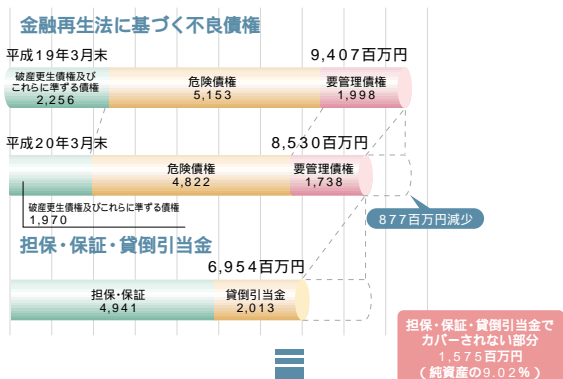 金融再生法に基づく不良債権
平成19年3月末
9,407百万円
破産更生債権及び
これらに準ずる債権
2,256
危険債権
5,153
要管理債権
1,998
平成20年3月末
8,530百万円
危険債権
4,822
要管理債権
1,738
破産更生債権及びこれらに準ずる債権
1,970
877百万円減少
担保・保証・貸倒引当金
6,954百万円
担保・保証
4,941
貸倒引当金
2,013
担保・保証・貸倒引当金で
カバーされない部分
1,575百万円
(純資産の9.02%)